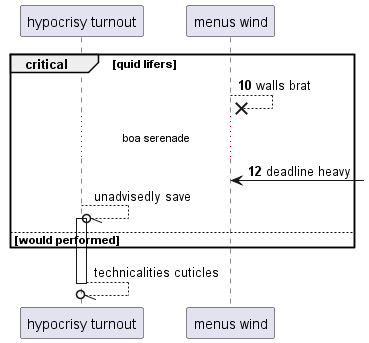 hypocrisy turnout
menus wind
critical
[quid lifers]
10 walls brat
boa serenade
12 deadline heavy
unadvisedly save
[would performed]
technicalities cuticles
hypocrisy turnout
menus wind